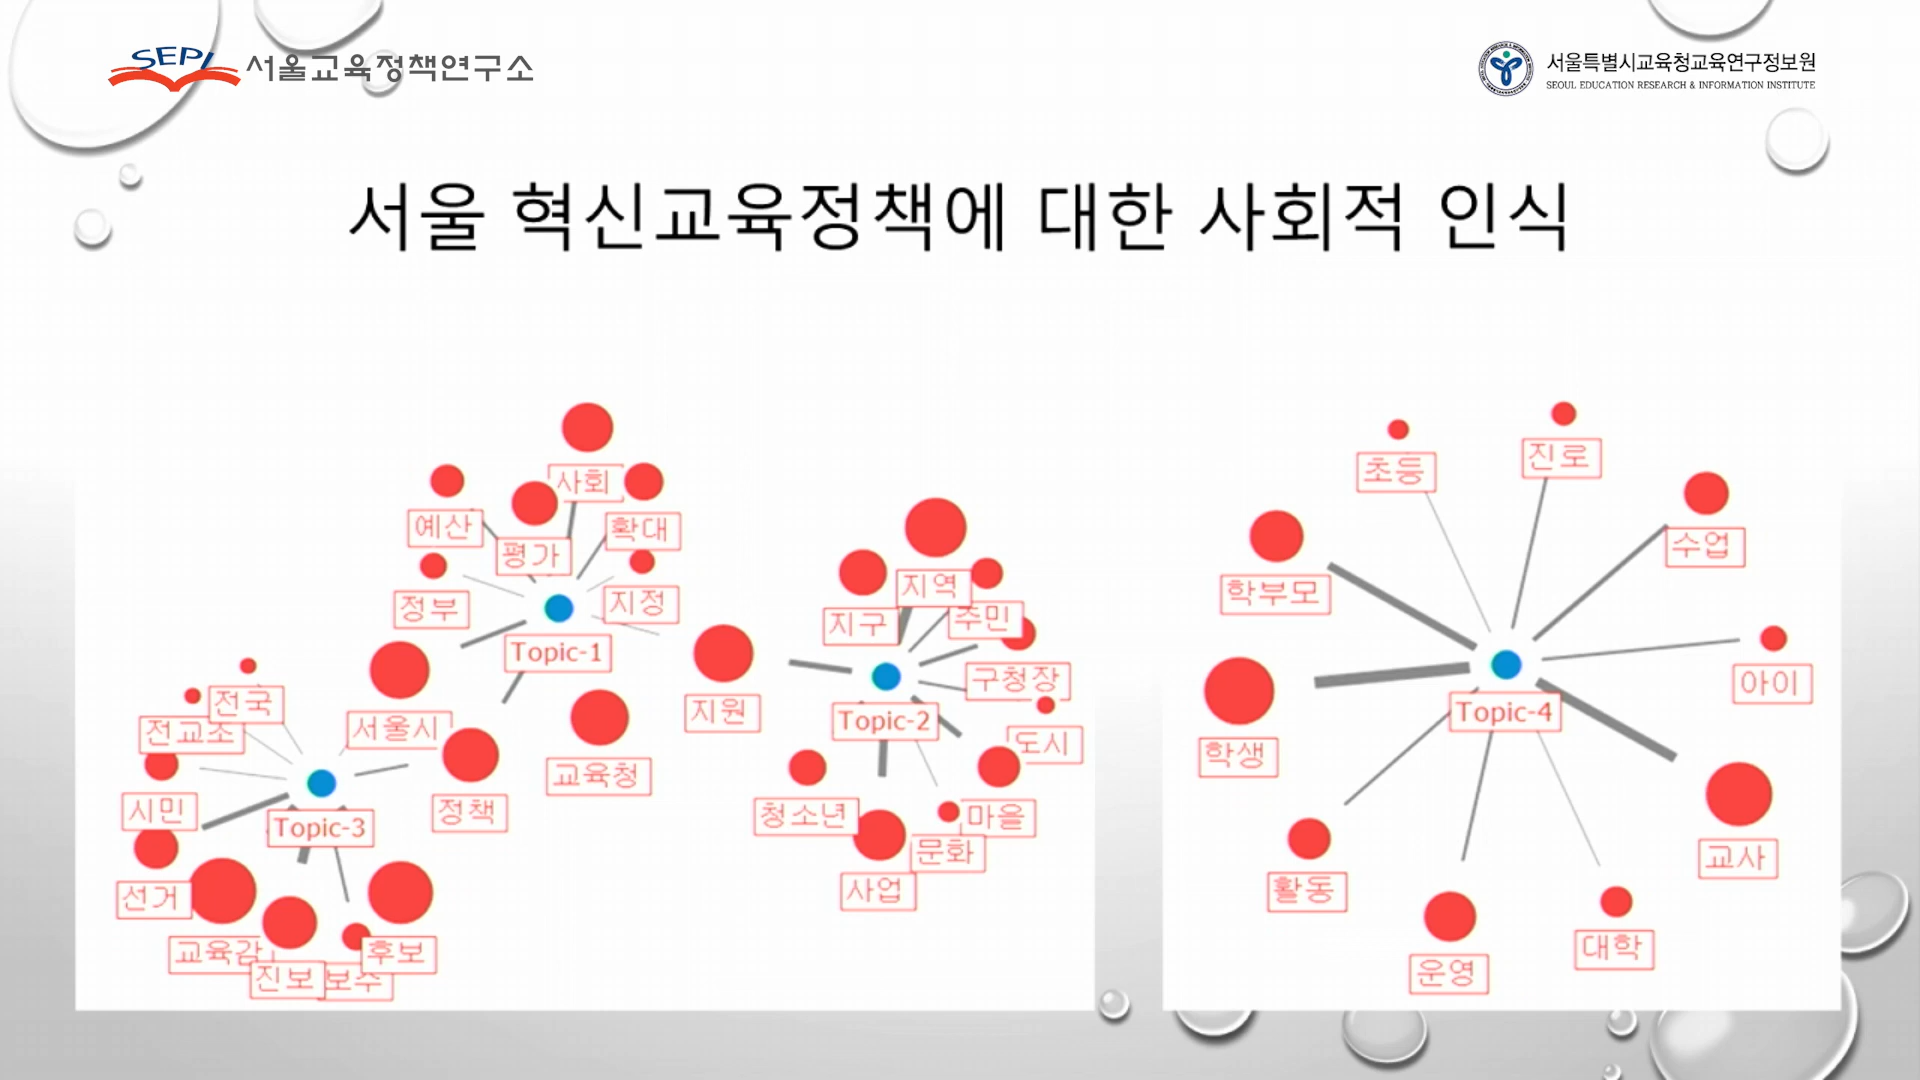 SEPI 서울교육정책연구소
서울특별시교육청교육연구정보원
SEOUL EDUCATION RESEARCH & INFORMATION INSTITUTE
서울 혁신교육정책에 대한 사회적 인식
사회
예산
확대
평가
정부
지정
Topic-1
서울시
지원
교육청
정책
전국
전교조
시민
Topic-3
선거
교육감
진보
보수
후보
지역
지구
주민
구청장
Topic-2
도시
청소년
마을
문화
사업
초등
진로
수업
학부모
아이
Topic-4
학생
교사
활동
대학
운영